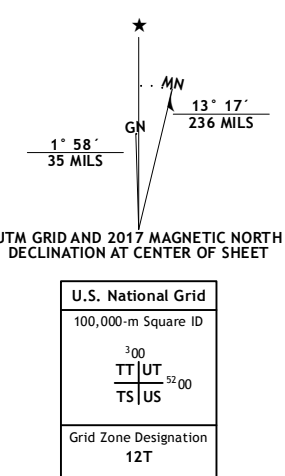 ★
MN
GN
13° 17´
236 MILS
1° 58´
35 MILS
UTM GRID AND 2017 MAGNETIC NORTH
DECLINATION AT CENTER OF SHEET
U.S. National Grid
100,000-m Square ID
³00
TT UT
⁵²00
TS US
Grid Zone Designation
12T